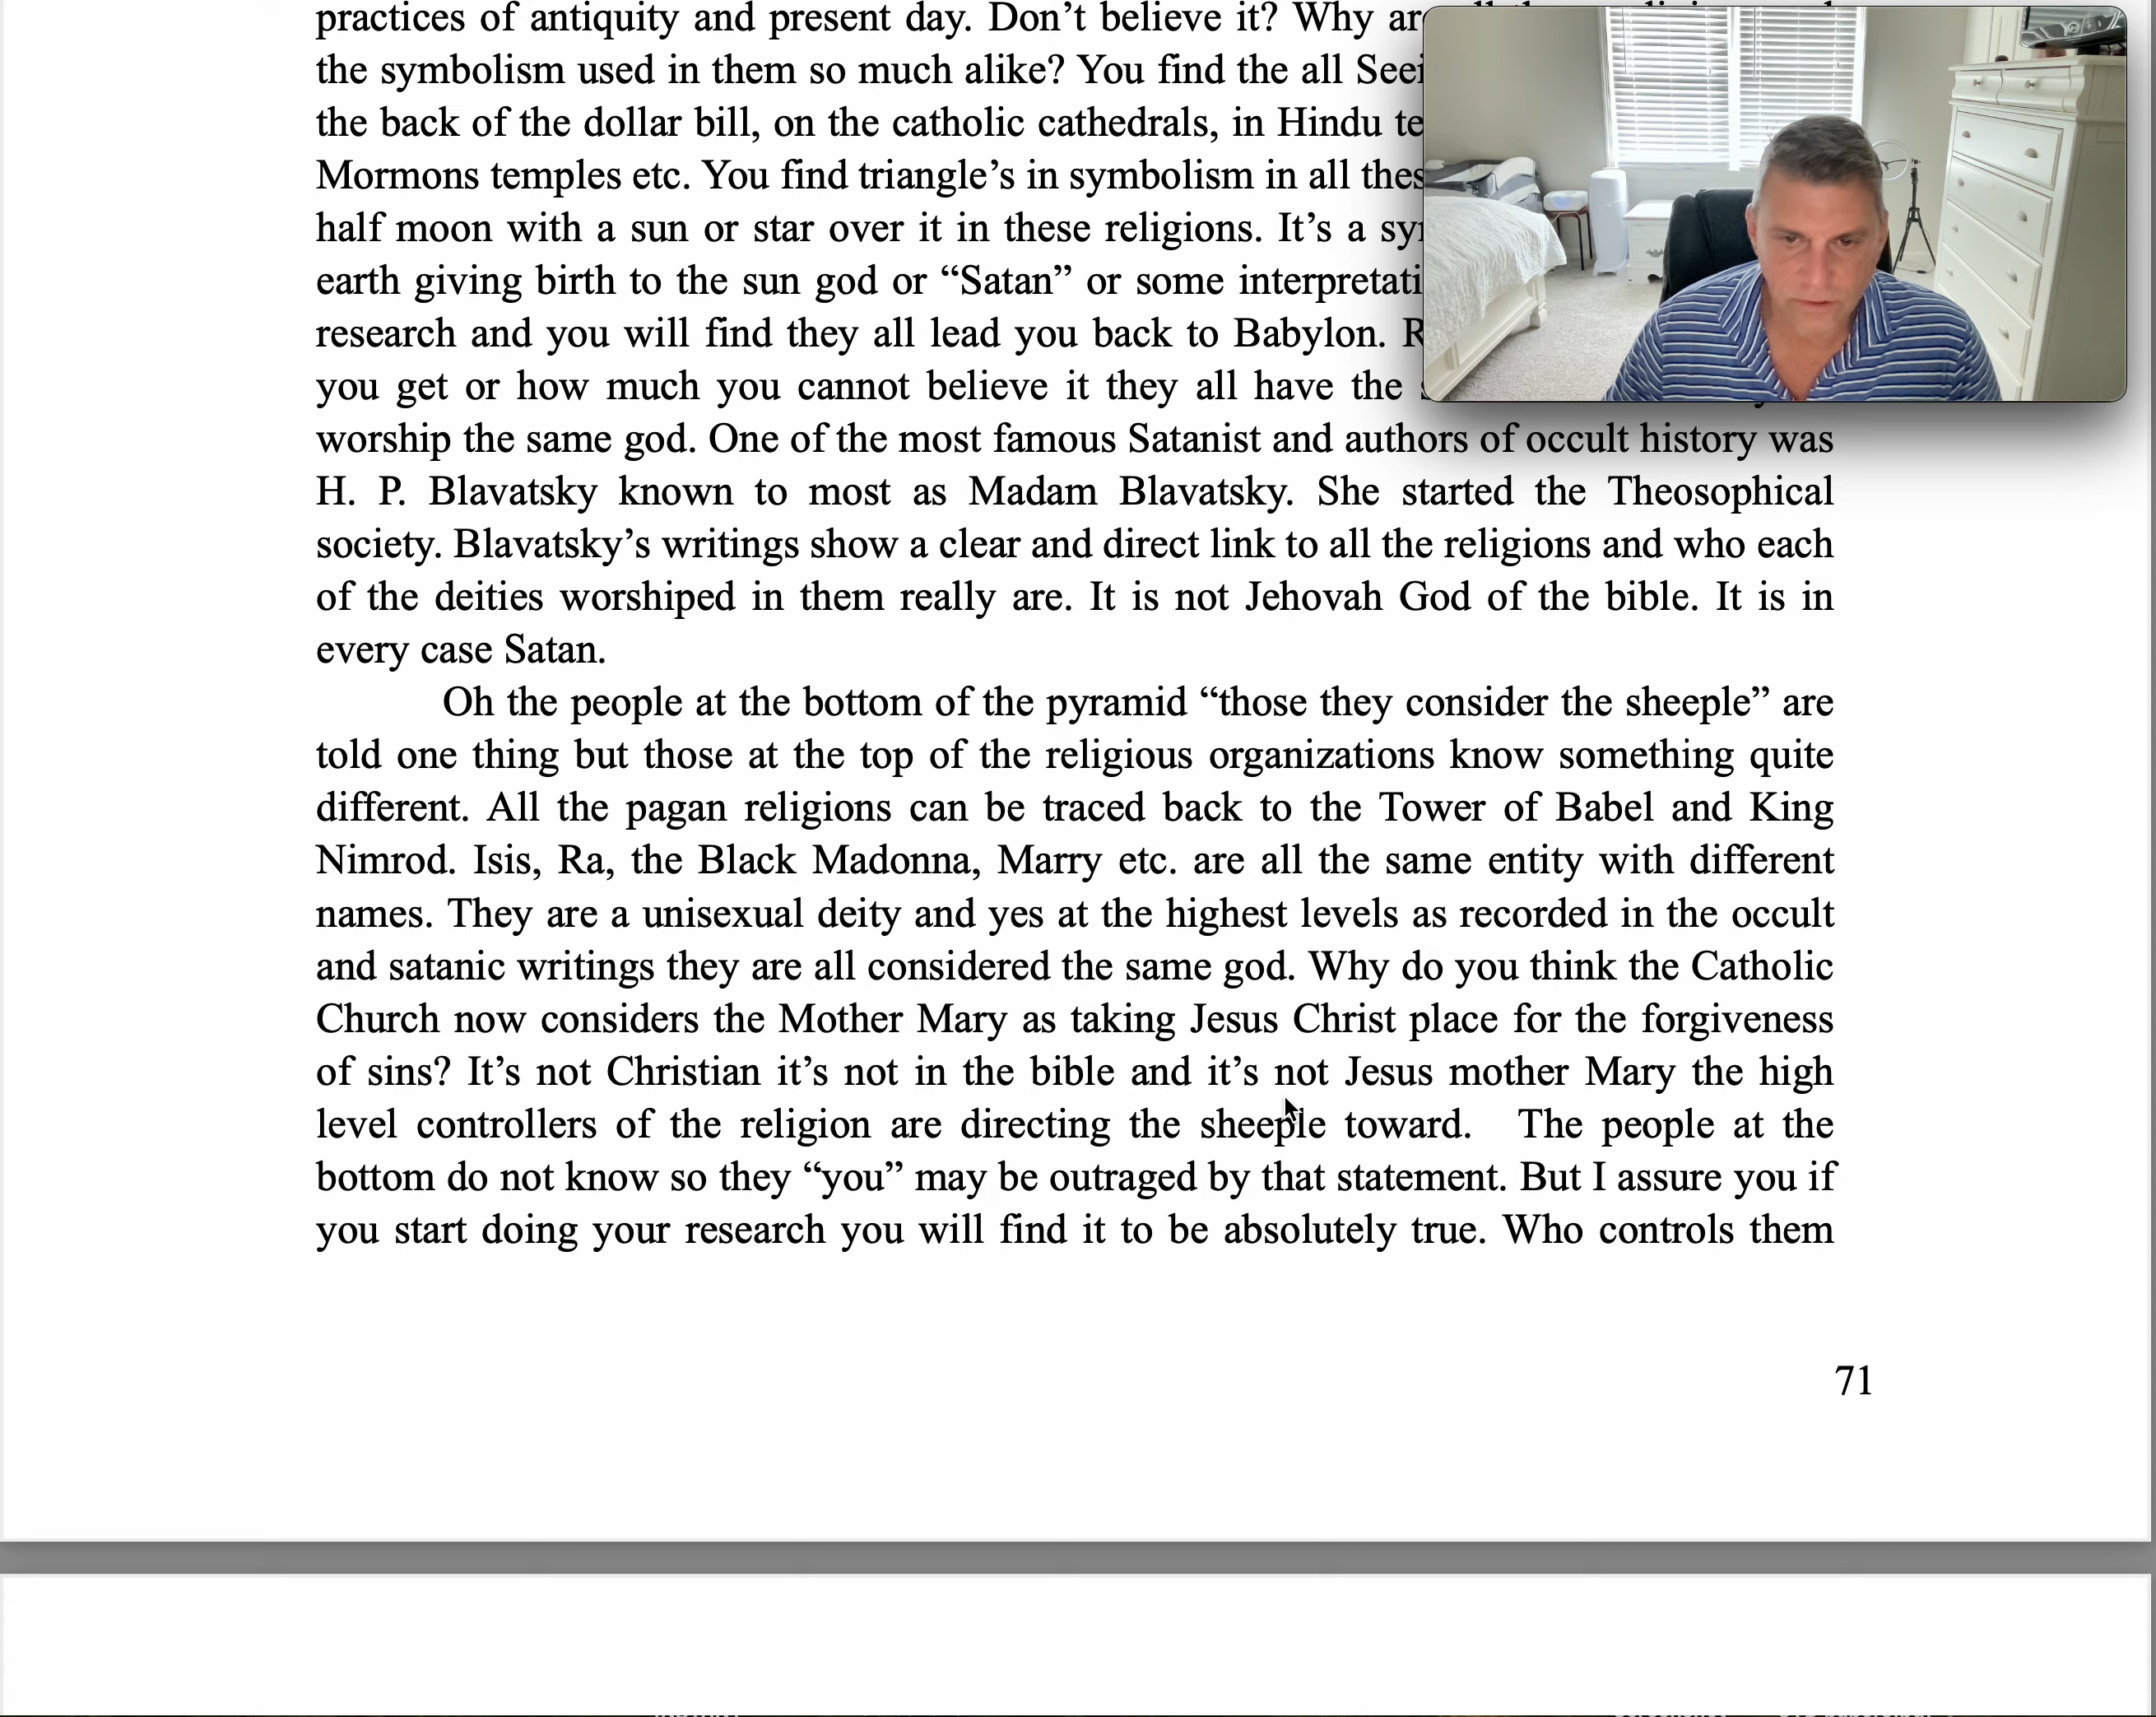 practices of antiquity and present day. Don’t believe it? Why
the symbolism used in them so much alike? You find the all
the back of the dollar bill, on the catholic cathedrals, in Hindu
Mormons temples etc. You find triangle’s in symbolism in all
half moon with a sun or star over it in these religions. It’s a
earth giving birth to the sun god or “Satan” or some
research and you will find they all lead you back to Babylon.
you get or how much you cannot believe it they all have the
worship the same god. One of the most famous Satanist and authors of occult history was
H. P. Blavatsky known to most as Madam Blavatsky. She started the Theosophical
society. Blavatsky’s writings show a clear and direct link to all the religions and who each
of the deities worshiped in them really are. It is not Jehovah God of the bible. It is in
every case Satan.
Oh the people at the bottom of the pyramid “those they consider the sheeple” are
told one thing but those at the top of the religious organizations know something quite
different. All the pagan religions can be traced back to the Tower of Babel and King
Nimrod. Isis, Ra, the Black Madonna, Marry etc. are all the same entity with different
names. They are a unisexual deity and yes at the highest levels as recorded in the occult
and satanic writings they are all considered the same god. Why do you think the Catholic
Church now considers the Mother Mary as taking Jesus Christ place for the forgiveness
of sins? It’s not Christian it’s not in the bible and it’s not Jesus mother Mary the high
level controllers of the religion are directing the sheeple toward. The people at the
bottom do not know so they “you” may be outraged by that statement. But I assure you if
you start doing your research you will find it to be absolutely true. Who controls them
71